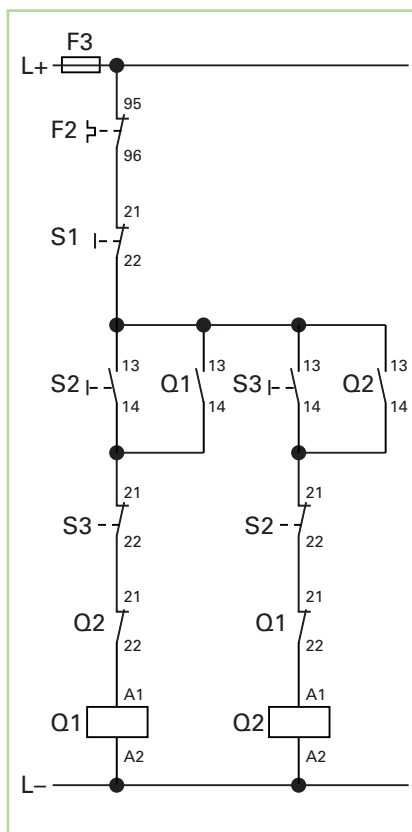 F3
L+
95
F2
96
21
S1
22
13 13 13 13
S2 Q1 S3 Q2
14 14 14 14
21 21
S3 S2
22 22
21 21
Q2 Q1
22 22
A1 A1
Q1 Q2
A2 A2
L–